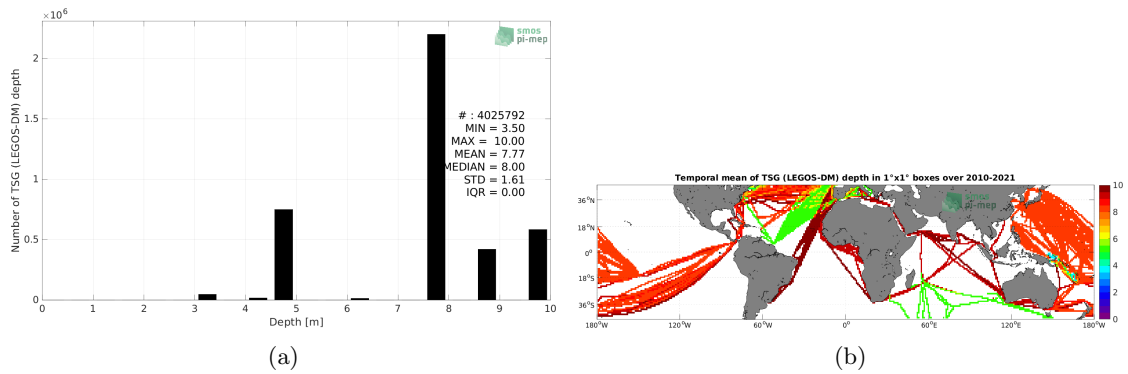 ×10⁶
smos
pi-mep
2
1.5
1
0.5
0
Number of TSG (LEGOS-DM) depth
# : 4025792
MIN = 3.50
MAX = 10.00
MEAN = 7.77
MEDIAN = 8.00
STD = 1.61
IQR = 0.00
0 1 2 3 4 5 6 7 8 9 10
Depth [m]
(a)
Temporal mean of TSG (LEGOS-DM) depth in 1°x1° boxes over 2010-2021
smos
pi-mep
36°N
18°N
0°
18°S
36°S
180°W 120°W 60°W 0° 60°E 120°E 180°W
10
8
6
4
2
0
(b)